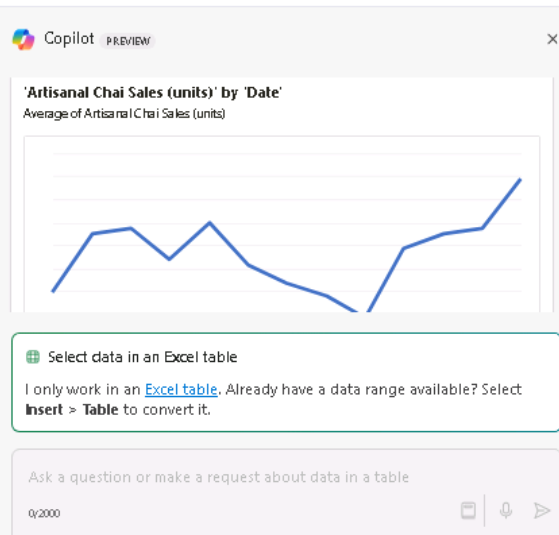 Copilot PREVIEW
'Artisanal Chai Sales (units)' by 'Date'
Average of Artisanal Chai Sales (units)
Select data in an Excel table
I only work in an Excel table. Already have a data range available? Select
Insert > Table to convert it.
Ask a question or make a request about data in a table
0/2000